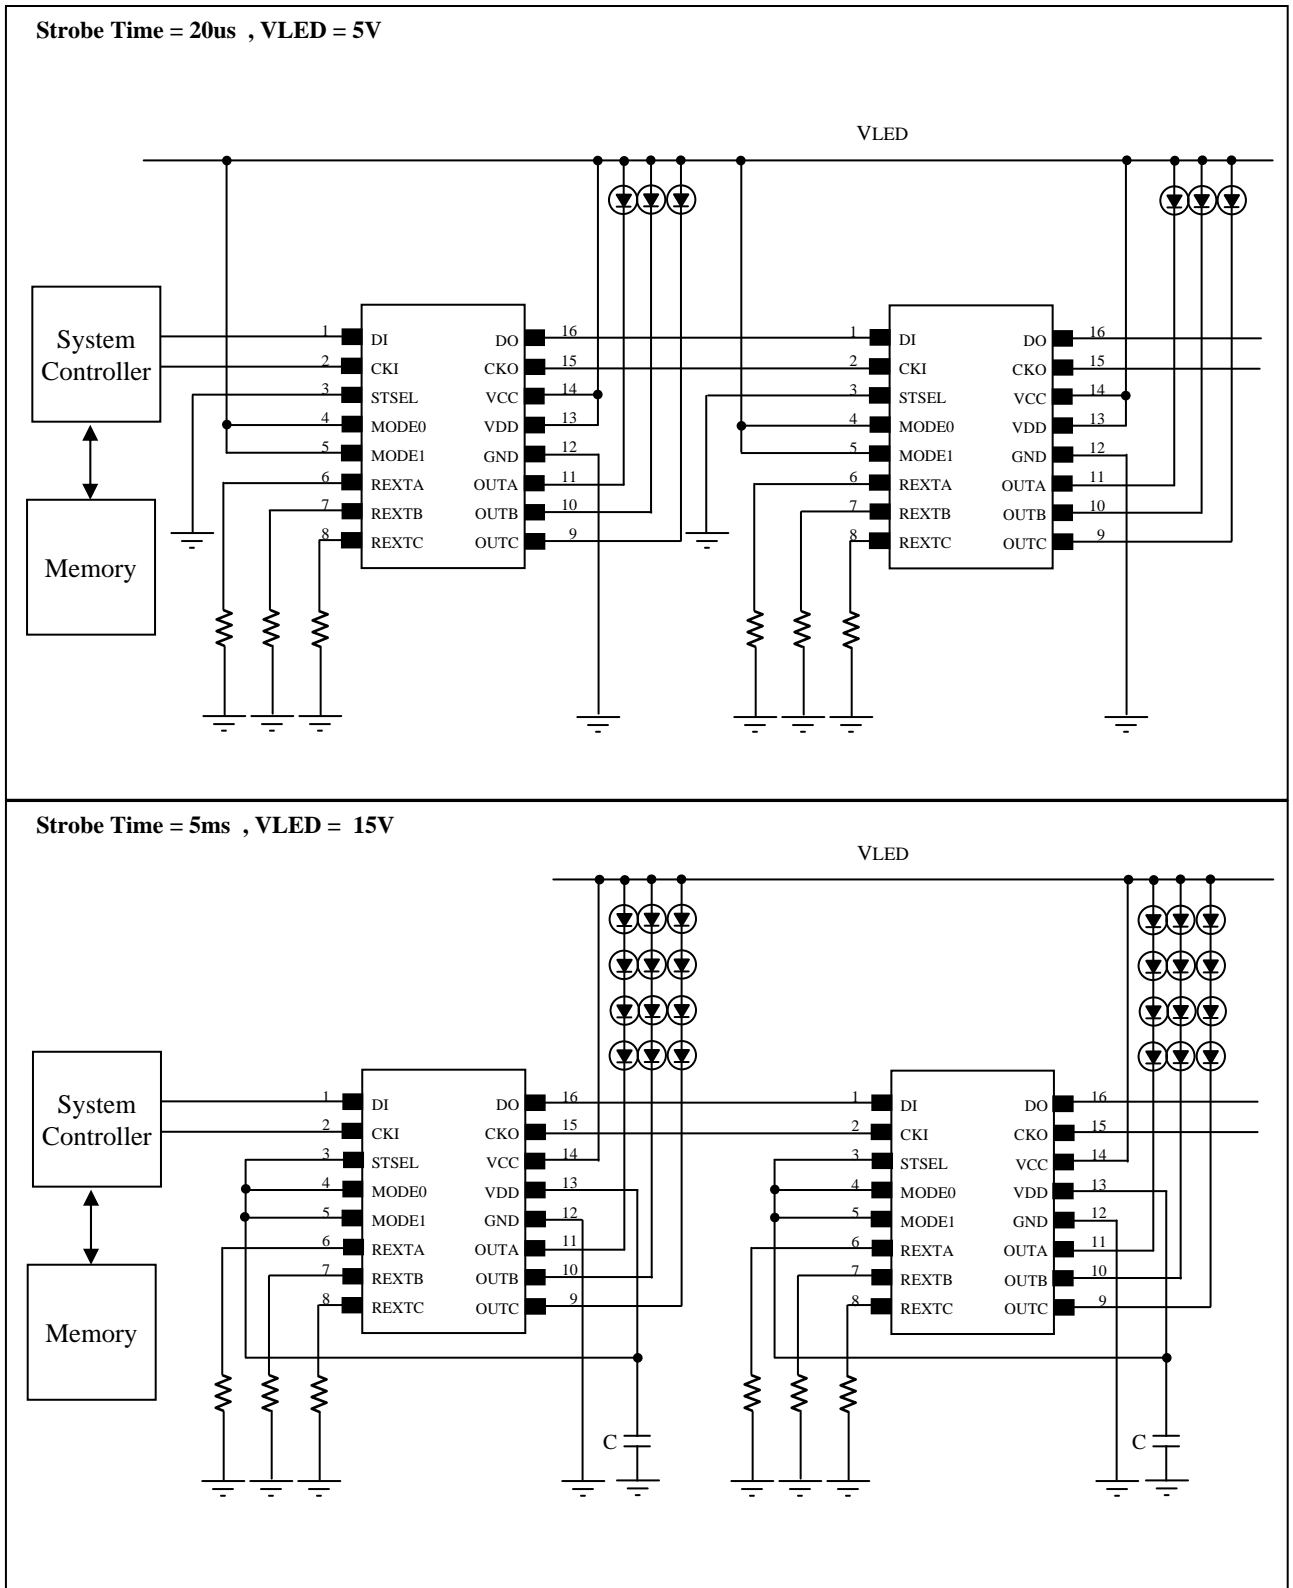 Strobe Time = 20us , VLED = 5V
VLED
System
Controller
Memory
1 DI DO 16
2 CKI CKO 15
3 STSEL VCC 14
4 MODE0 VDD 13
5 MODE1 GND 12
6 REXTA OUTA 11
7 REXTB OUTB 10
8 REXTC OUTC 9
1 DI DO 16
2 CKI CKO 15
3 STSEL VCC 14
4 MODE0 VDD 13
5 MODE1 GND 12
6 REXTA OUTA 11
7 REXTB OUTB 10
8 REXTC OUTC 9
Strobe Time = 5ms , VLED = 15V
VLED
System
Controller
Memory
1 DI DO 16
2 CKI CKO 15
3 STSEL VCC 14
4 MODE0 VDD 13
5 MODE1 GND 12
6 REXTA OUTA 11
7 REXTB OUTB 10
8 REXTC OUTC 9
C
1 DI DO 16
2 CKI CKO 15
3 STSEL VCC 14
4 MODE0 VDD 13
5 MODE1 GND 12
6 REXTA OUTA 11
7 REXTB OUTB 10
8 REXTC OUTC 9
C